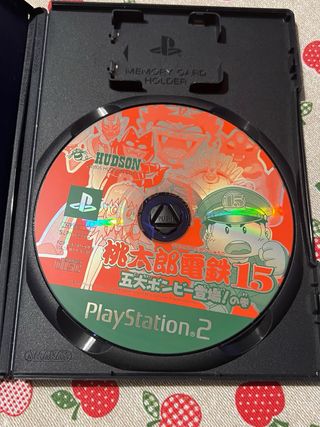 MEMORY CARD
HOLDER
HUDSON
15
桃太郎電鉄15
五大ボンビー登場!の巻
PlayStation.2